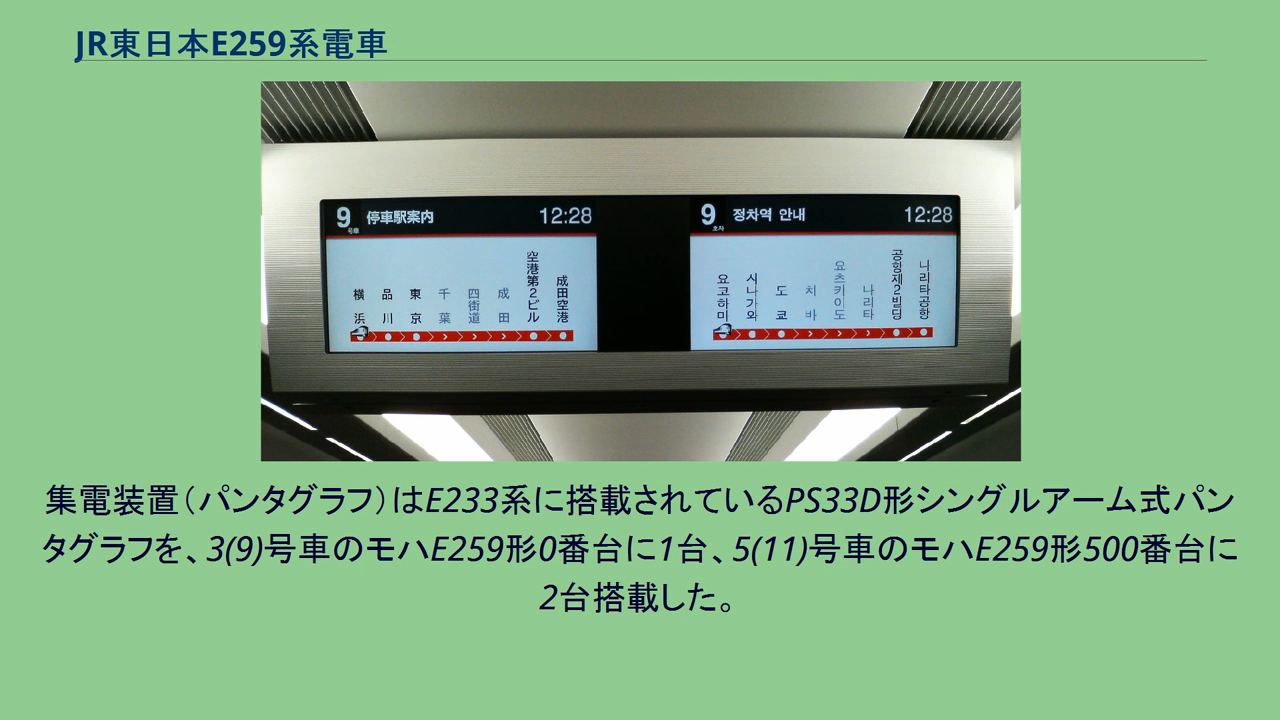 JR東日本E259系電車
9 停車駅案内 12:28
号車
横浜 品川 東京 千葉 四街道 成田 空港第2ビル 成田空港
9 정차역 안내 12:28
호차
요코하마 시나가와 도쿄 치바 요츠키이도 나리타 공항제2빌딩 나리타공항
集電装置（パンタグラフ）はE233系に搭載されているPS33D形シングルアーム式パン
タグラフを、3(9)号車のモハE259形0番台に1台、5(11)号車のモハE259形500番台に
2台搭載した。